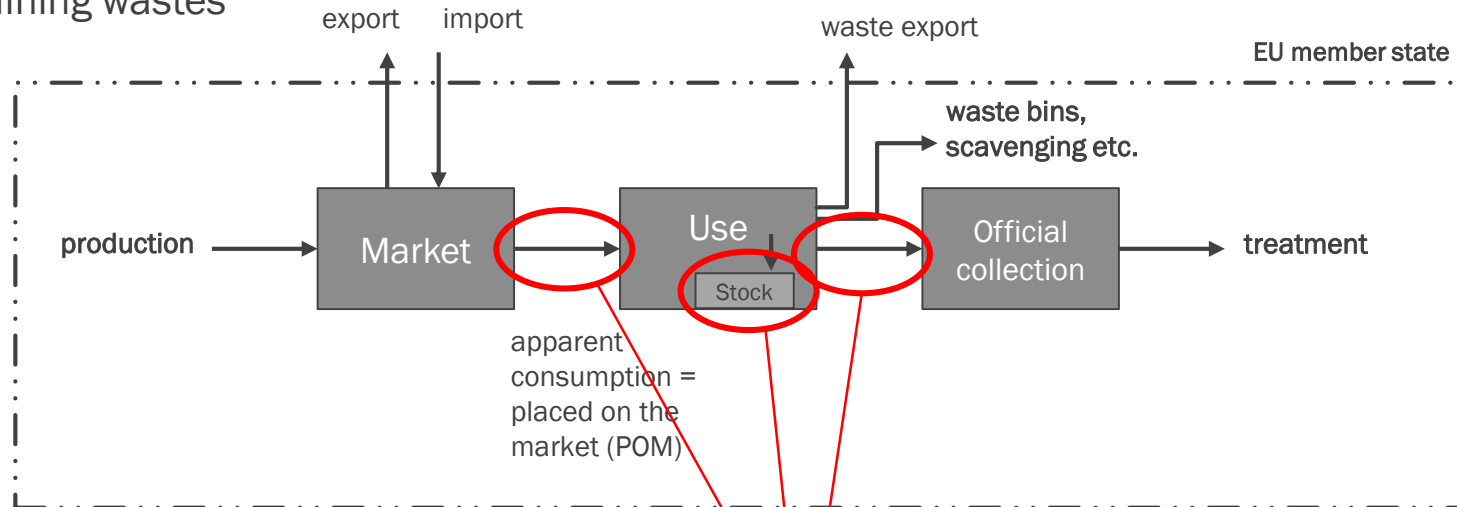 wastes
export
import
waste export
EU member state
waste bins,
scavenging etc.
production
Market
Use
Stock
Official
collection
treatment
apparent
consumption =
placed on the
market (POM)